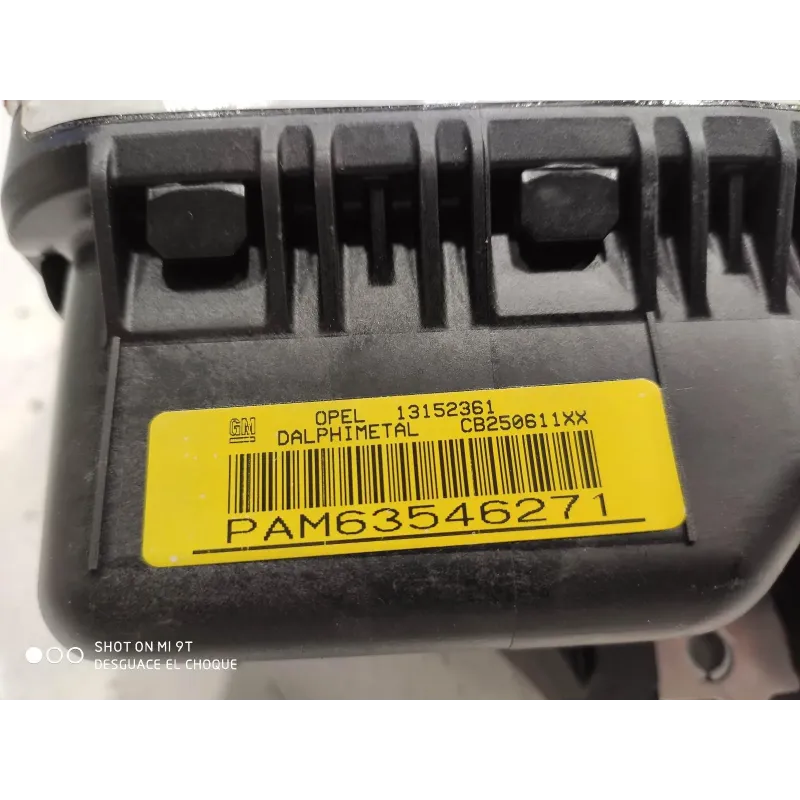 GM OPEL 13152361
DALPHIMETAL CB250611XX
PAM63546271
SHOT ON MI 9T
DESGUACE EL CHOQUE